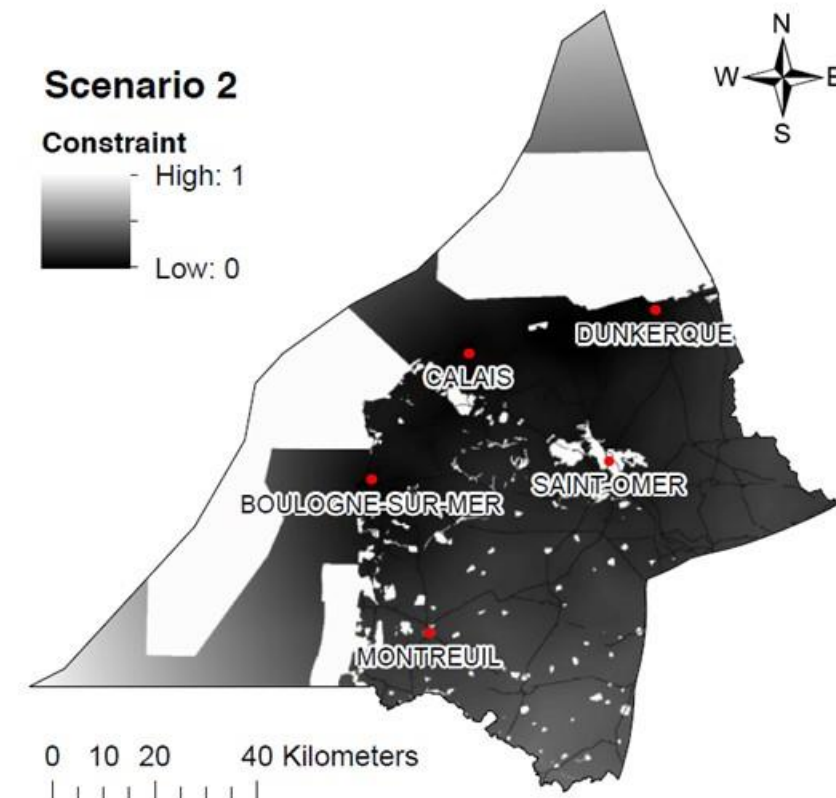 N
W E
S
Scenario 2
Constraint
High: 1
Low: 0
DUNKERQUE
CALAIS
SAINT-OMER
BOULOGNE-SUR-MER
MONTREUIL
0 10 20 40 Kilometers